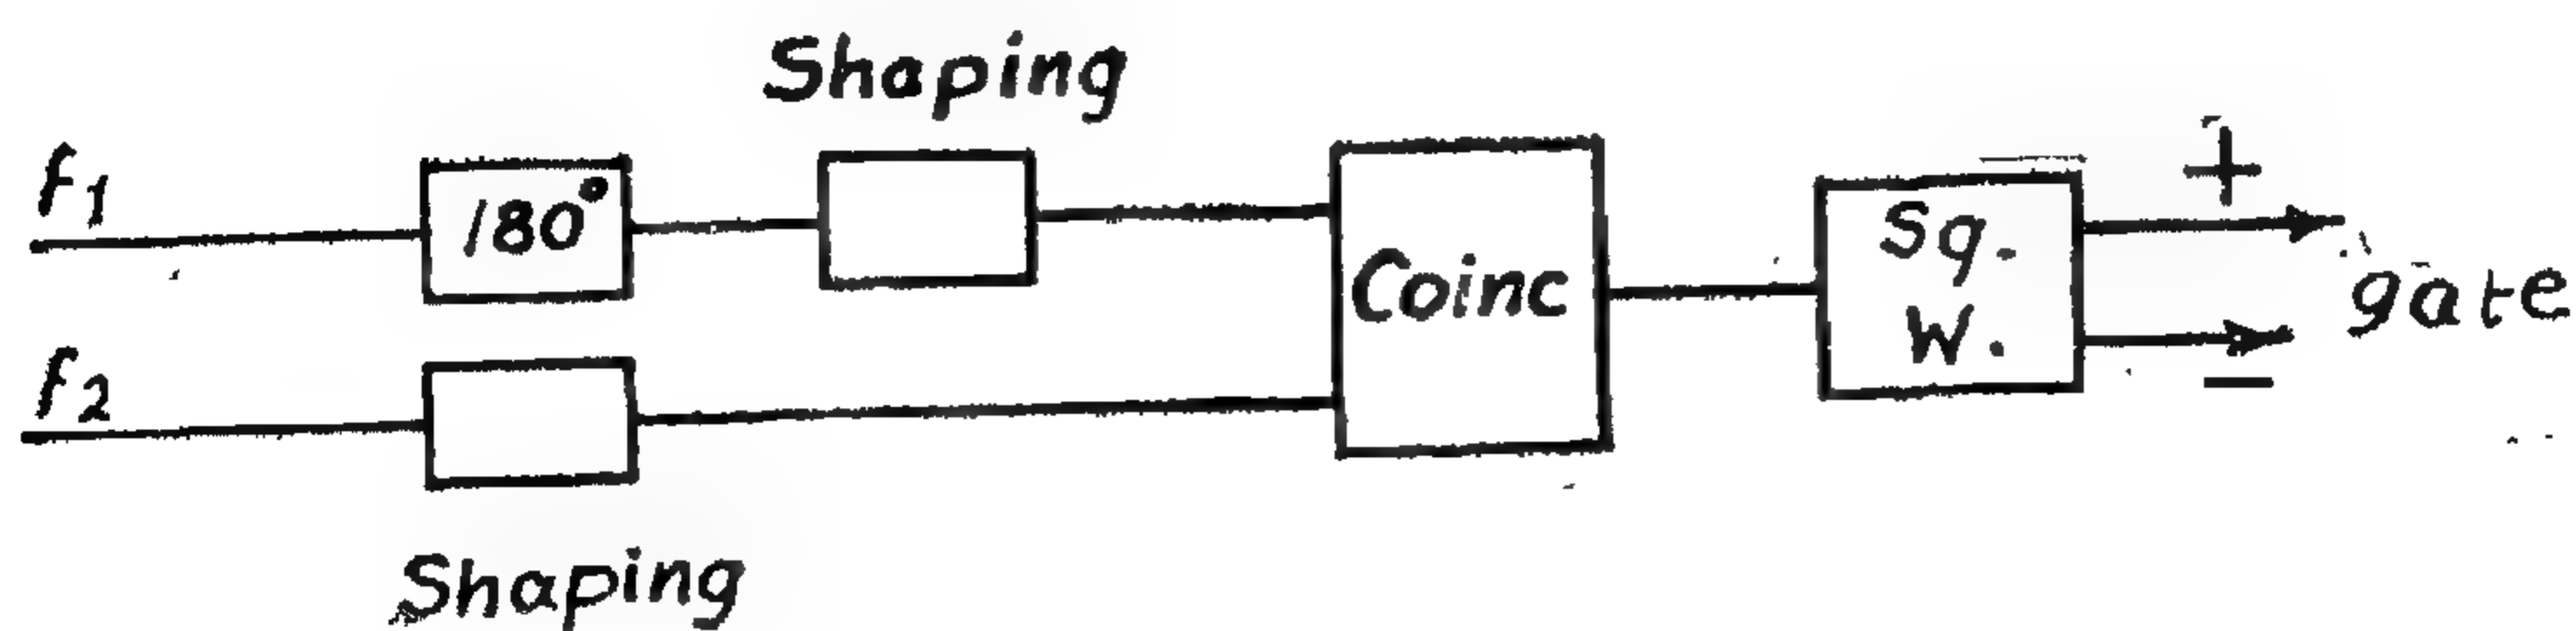 Shaping
f1
180°
Coinc
Sq.
W.
+
gate
−
f2
Shaping